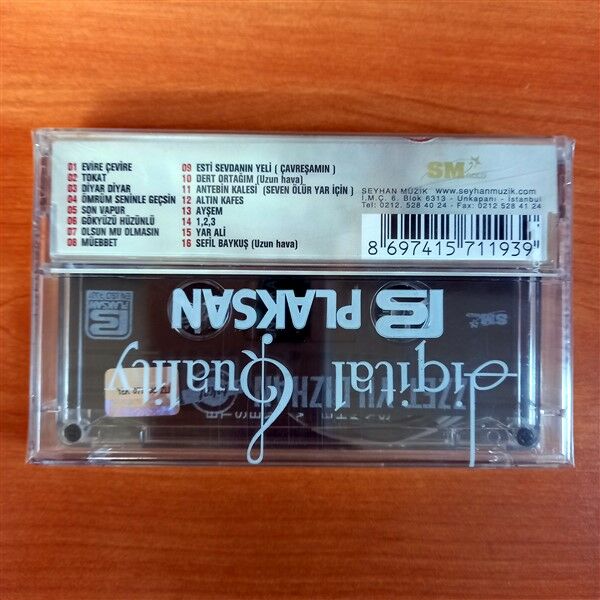 01 EVİRE ÇEVİRE
02 TOKAT
03 DİYAR DİYAR
04 ÖMRÜM SENİNLE GEÇSİN
05 SON VAPUR
06 GÖKYÜZÜ HÜZÜNLÜ
07 OLSUN MU OLMASIN
08 MÜEBBET
09 ESTİ SEVDANIN YELİ ( ÇAVREŞAMIN )
10 DERT ORTAĞIM (Uzun hava)
11 ANTEBİN KALESİ (SEVEN ÖLÜR YAR İÇİN )
12 ALTIN KAFES
13 AYŞEM
14 1,2,3
15 YAR ALİ
16 SEFİL BAYKUŞ (Uzun hava)
SM
SEYHAN MÜZİK www.seyhanmuzik.com
İ.M.Ç. 6. Blok 6313 - Unkapanı - İstanbul
Tel: 0212. 528 40 24 - Fax: 0212 528 41 24
8 697415 711939
PLAKSAN
Digital Quality
PLAKSAN
SM